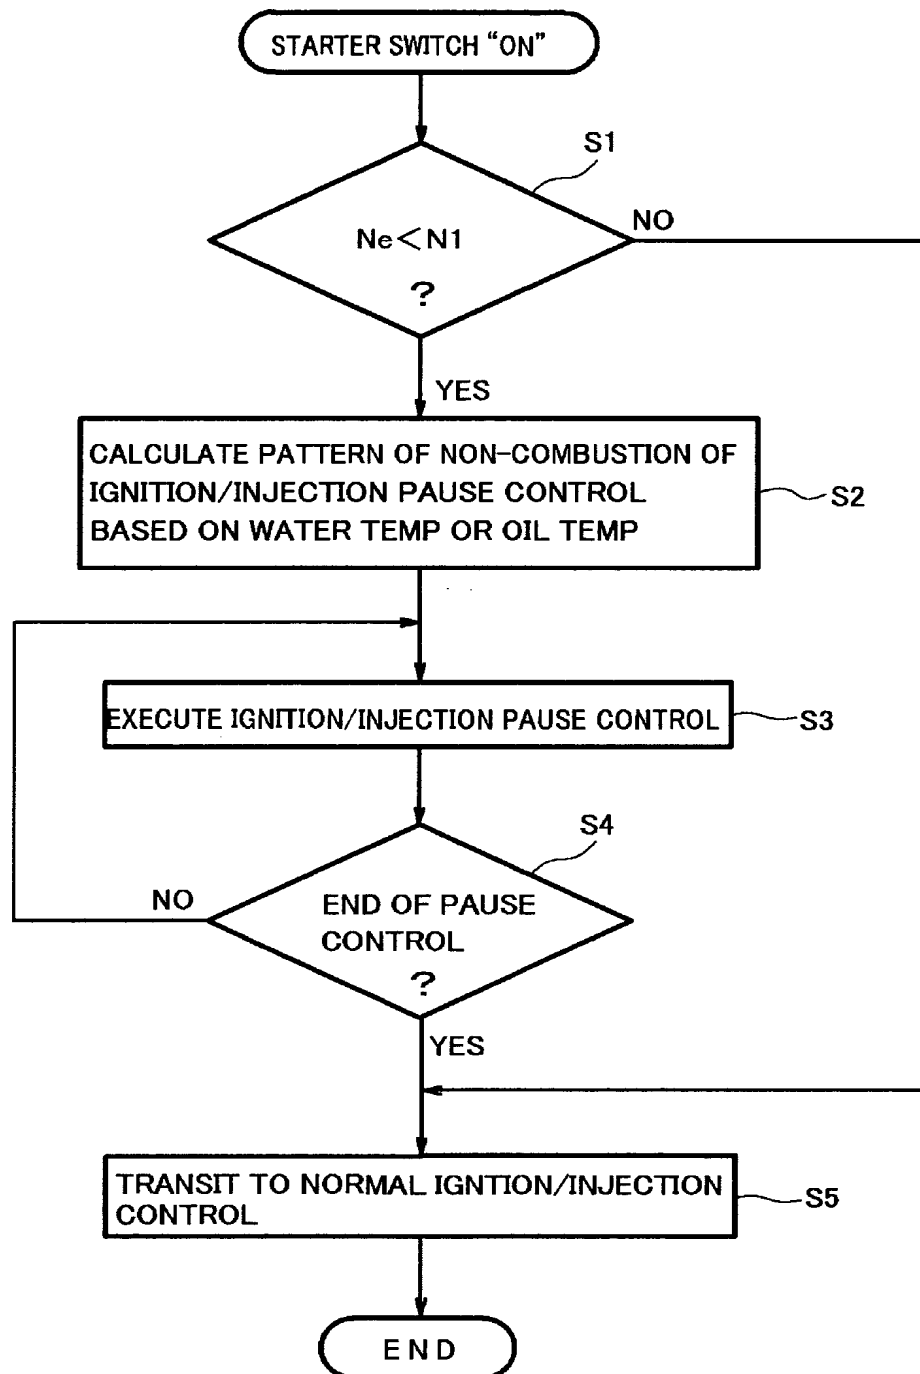 STARTER SWITCH “ON”
S1
Ne<N1
?
NO
YES
CALCULATE PATTERN OF NON-COMBUSTION OF
IGNITION/INJECTION PAUSE CONTROL
BASED ON WATER TEMP OR OIL TEMP
S2
EXECUTE IGNITION/INJECTION PAUSE CONTROL
S3
S4
NO
END OF PAUSE
CONTROL
?
YES
TRANSIT TO NORMAL IGNTION/INJECTION
CONTROL
S5
END